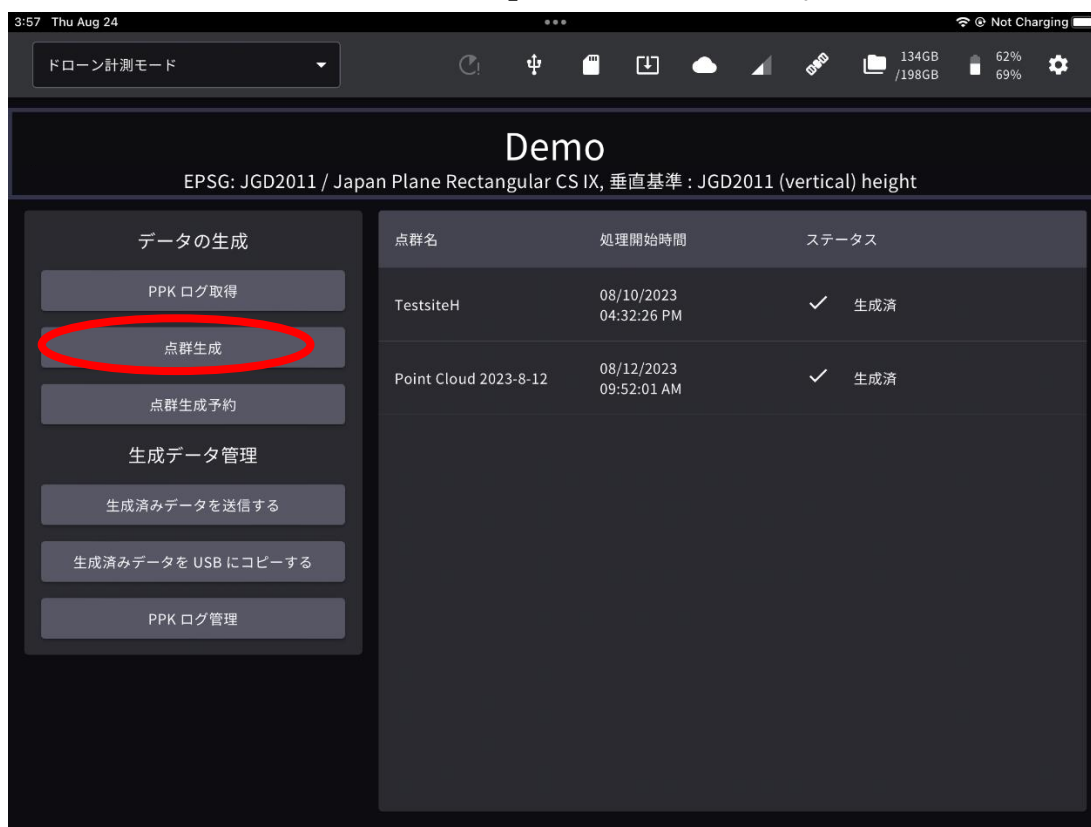 3:57 Thu Aug 24
Not Charging
ドローン計測モード
134GB
/198GB
62%
69%
Demo
EPSG: JGD2011 / Japan Plane Rectangular CS IX, 垂直基準 : JGD2011 (vertical) height
データの生成
PPK ログ取得
点群生成
点群生成予約
生成データ管理
生成済みデータを送信する
生成済みデータを USB にコピーする
PPK ログ管理
点群名 処理開始時間 ステータス
TestsiteH
08/10/2023
04:32:26 PM
生成済
Point Cloud 2023-8-12
08/12/2023
09:52:01 AM
生成済